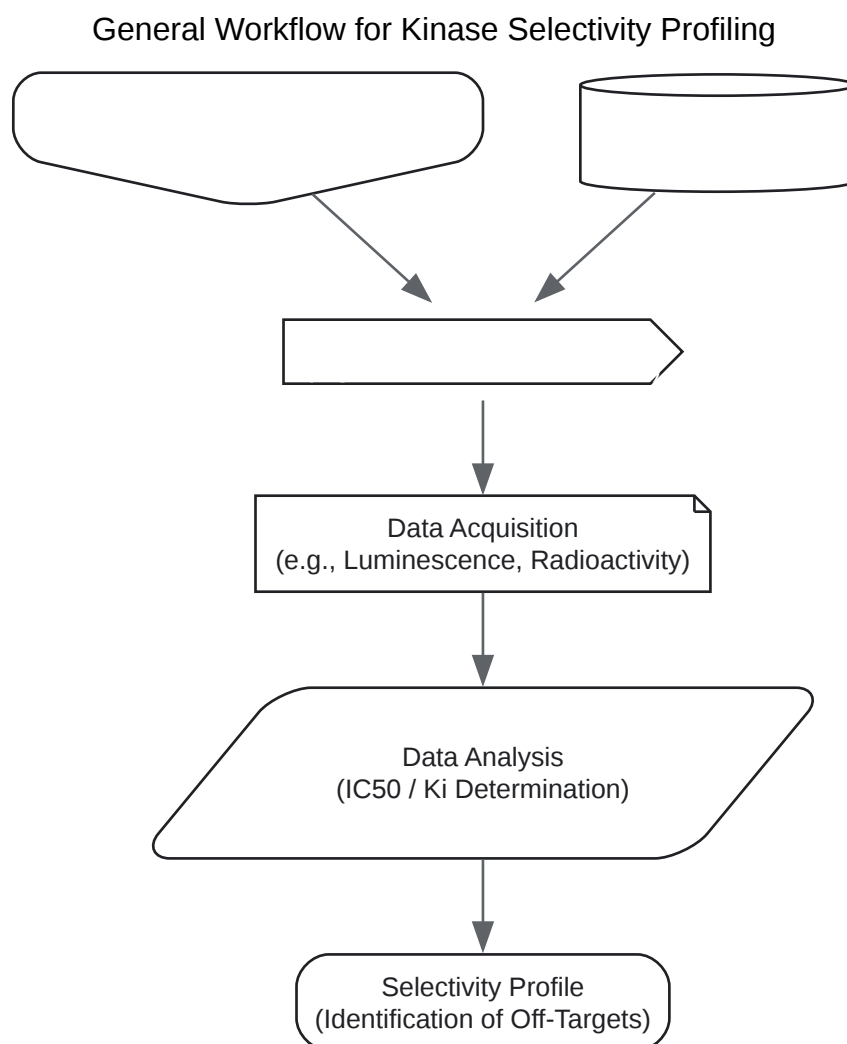 General Workflow for Kinase Selectivity Profiling
Data Acquisition
(e.g., Luminescence, Radioactivity)
Data Analysis
(IC50 / Ki Determination)
Selectivity Profile
(Identification of Off-Targets)